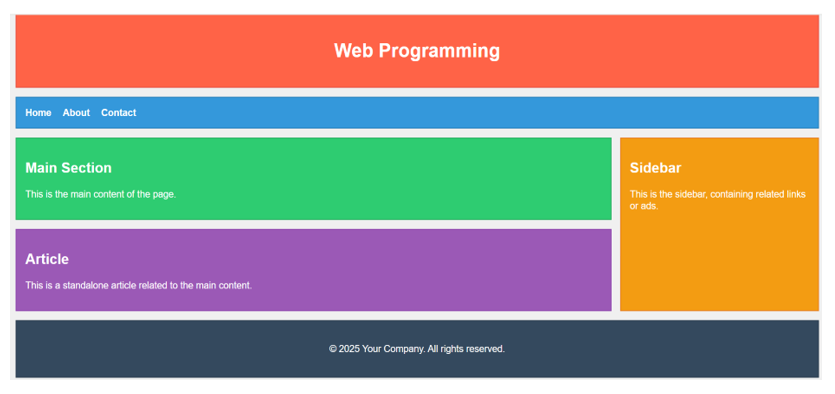 Web Programming
Home About Contact
Main Section
This is the main content of the page.
Article
This is a standalone article related to the main content.
Sidebar
This is the sidebar, containing related links
or ads.
© 2025 Your Company. All rights reserved.